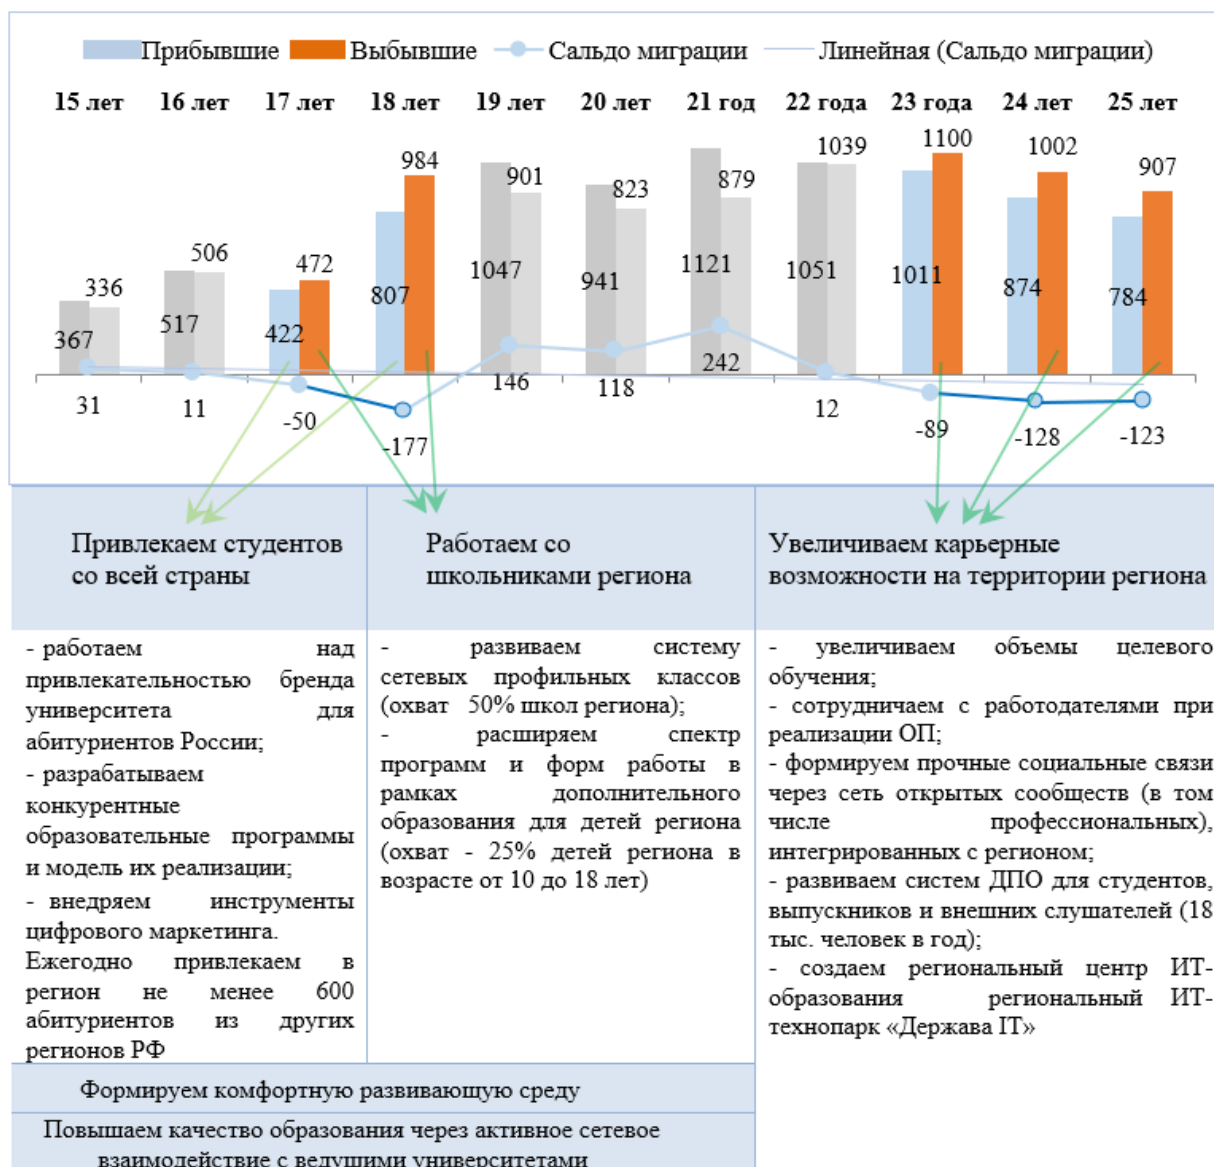 Прибывшие Выбывшие Сальдо миграции Линейная (Сальдо миграции)
15 лет 16 лет 17 лет 18 лет 19 лет 20 лет 21 год 22 года 23 года 24 лет 25 лет
336 506 472 984 901 823 879 1039 1100 1002 907
367 517 422 807 1047 941 1121 1051 1011 874 784
31 11 -50 -177 146 118 242 12 -89 -128 -123
Привлекаем студентов
со всей страны
- работаем над
привлекательностью бренда
университета для
абитуриентов России;
- разрабатываем
конкурентные
образовательные программы
и модель их реализации;
- внедряем инструменты
цифрового маркетинга.
Ежегодно привлекаем в
регион не менее 600
абитуриентов из других
регионов РФ
Работаем со
школьниками региона
- развиваем систему
сетевых профильных классов
(охват 50% школ региона);
- расширяем спектр
программ и форм работы в
рамках дополнительного
образования для детей региона
(охват - 25% детей региона в
возрасте от 10 до 18 лет)
Увеличиваем карьерные
возможности на территории региона
- увеличиваем объемы целевого
обучения;
- сотрудничаем с работодателями при
реализации ОП;
- формируем прочные социальные связи
через сеть открытых сообществ (в том
числе профессиональных),
интегрированных с регионом;
- развиваем систем ДПО для студентов,
выпускников и внешних слушателей (18
тыс. человек в год);
- создаем региональный центр ИТ-
образования региональный ИТ-
технопарк «Держава IT»
Формируем комфортную развивающую среду
Повышаем качество образования через активное сетевое
взаимодействие с ведущими университетами